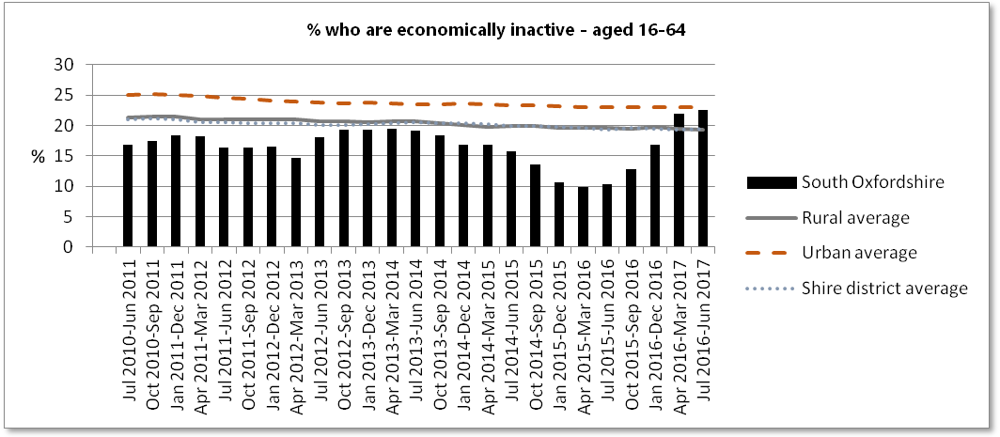 % who are economically inactive - aged 16-64
30
25
20
15
10
5
0
%
Jul 2010-Jun 2011
Oct 2010-Sep 2011
Jan 2011-Dec 2011
Apr 2011-Mar 2012
Jul 2011-Jun 2012
Oct 2011-Sep 2012
Jan 2012-Dec 2012
Apr 2012-Mar 2013
Jul 2012-Jun 2013
Oct 2012-Sep 2013
Jan 2013-Dec 2013
Apr 2013-Mar 2014
Jul 2013-Jun 2014
Oct 2013-Sep 2014
Jan 2014-Dec 2014
Apr 2014-Mar 2015
Jul 2014-Jun 2015
Oct 2014-Sep 2015
Jan 2015-Dec 2015
Apr 2015-Mar 2016
Jul 2015-Jun 2016
Oct 2015-Sep 2016
Jan 2016-Dec 2016
Apr 2016-Mar 2017
Jul 2016-Jun 2017
South Oxfordshire
Rural average
Urban average
Shire district average